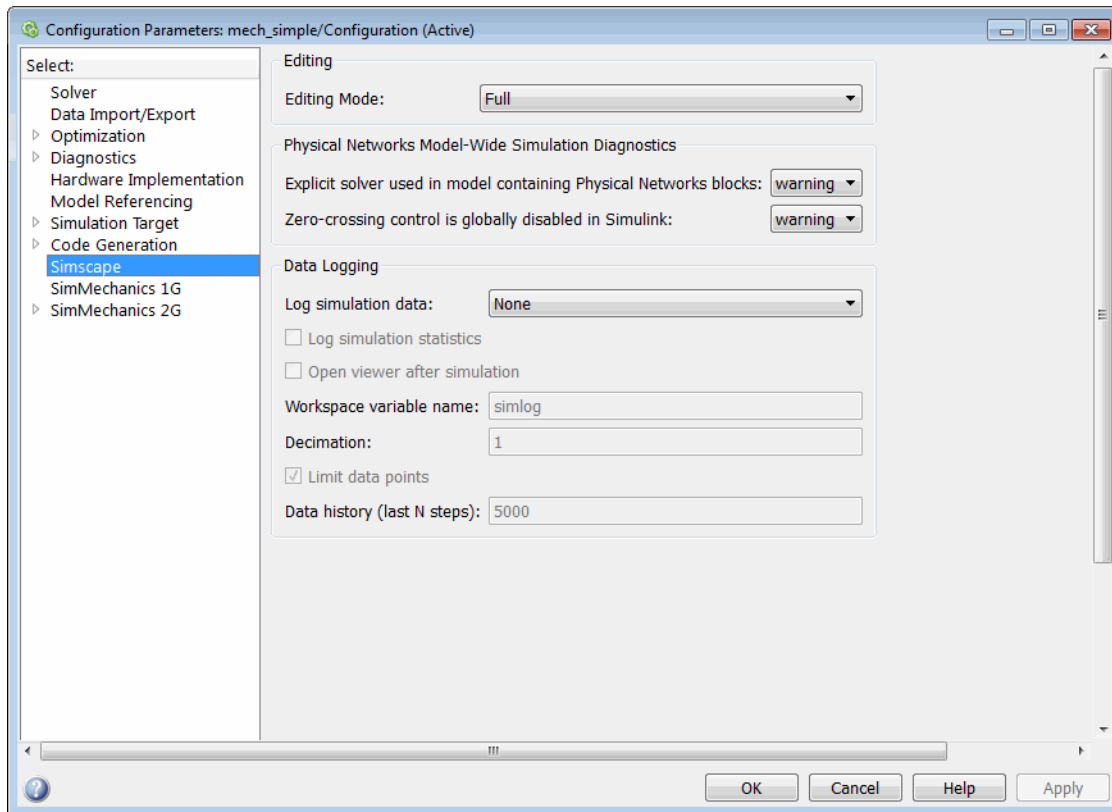 Configuration Parameters: mech_simple/Configuration (Active)
Select:
Solver
Data Import/Export
Optimization
Diagnostics
Hardware Implementation
Model Referencing
Simulation Target
Code Generation
Simscape
SimMechanics 1G
SimMechanics 2G
Editing
Editing Mode: Full
Physical Networks Model-Wide Simulation Diagnostics
Explicit solver used in model containing Physical Networks blocks: warning
Zero-crossing control is globally disabled in Simulink: warning
Data Logging
Log simulation data: None
Log simulation statistics
Open viewer after simulation
Workspace variable name: simlog
Decimation: 1
Limit data points
Data history (last N steps): 5000
OK Cancel Help Apply